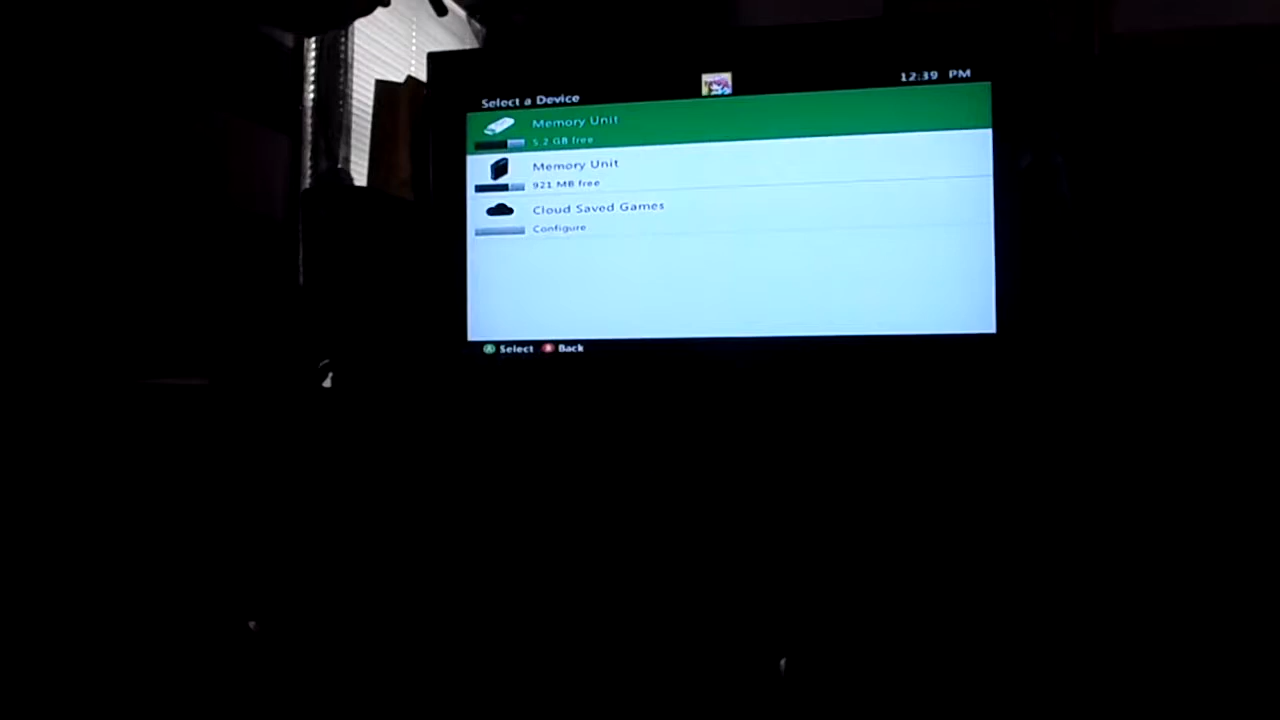 12:39 PM
Select a Device
Memory Unit
5.2 GB free
Memory Unit
921 MB free
Cloud Saved Games
Configure
A Select B Back